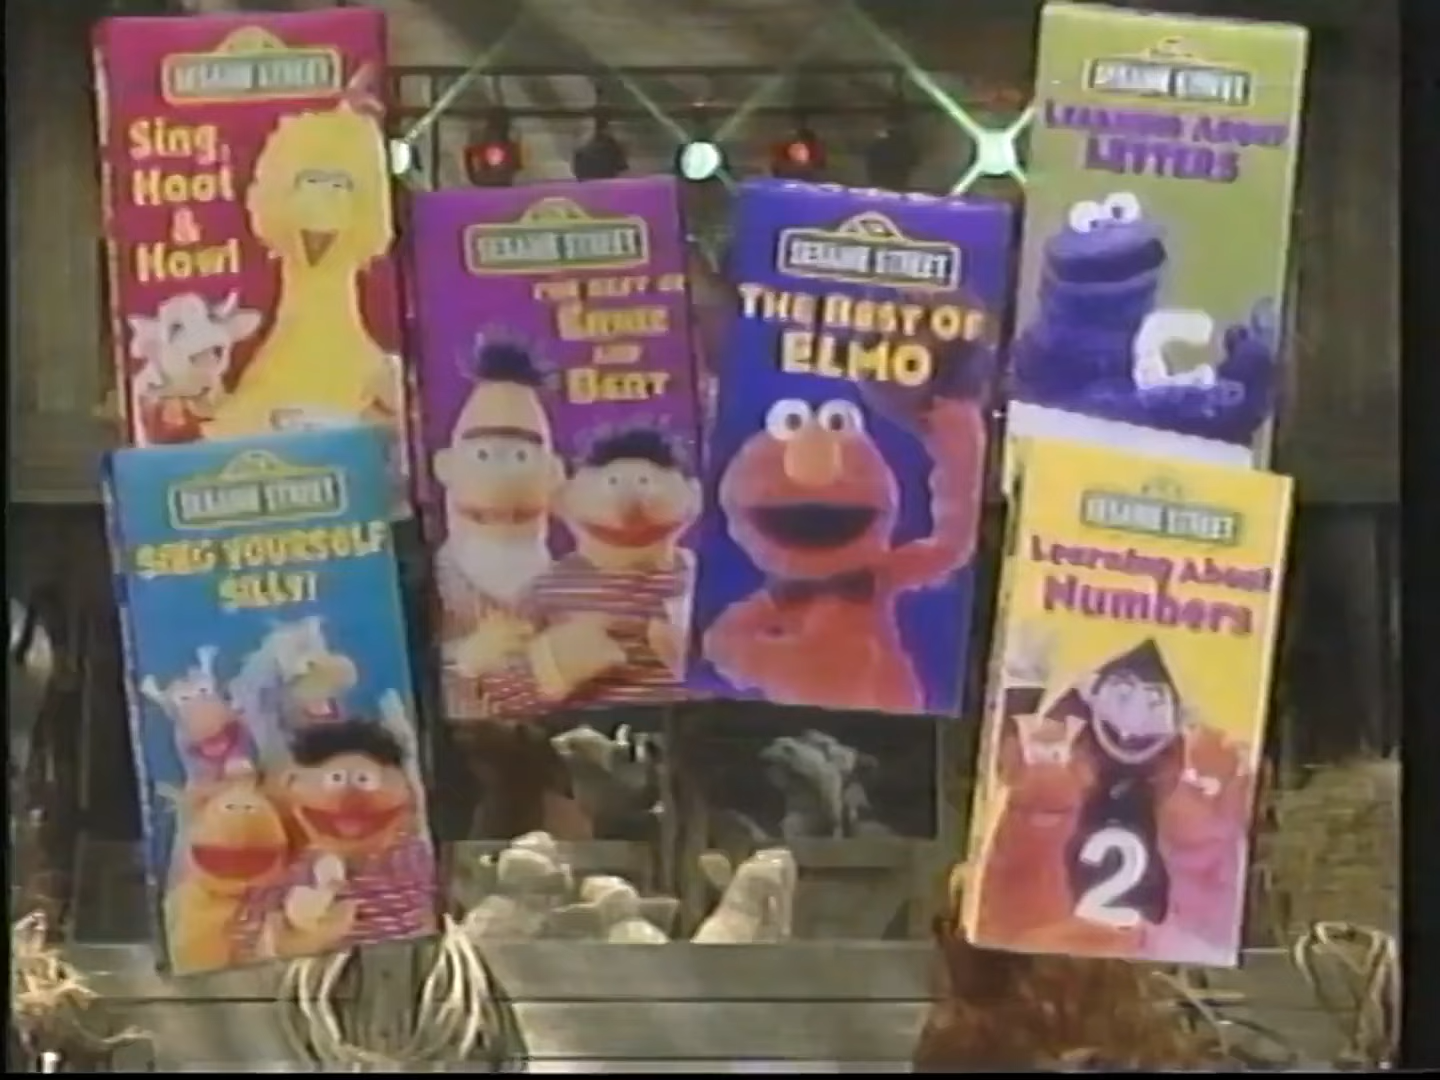 SESAME STREET
Sing,
Hoot
&
Howl
SESAME STREET
THE BEST OF
ERNIE
AND
BERT
SESAME STREET
THE BEST OF
ELMO
SESAME STREET
LEARNING ABOUT
LETTERS
C
SESAME STREET
SING YOURSELF
SILLY!
SESAME STREET
Learning About
Numbers
2